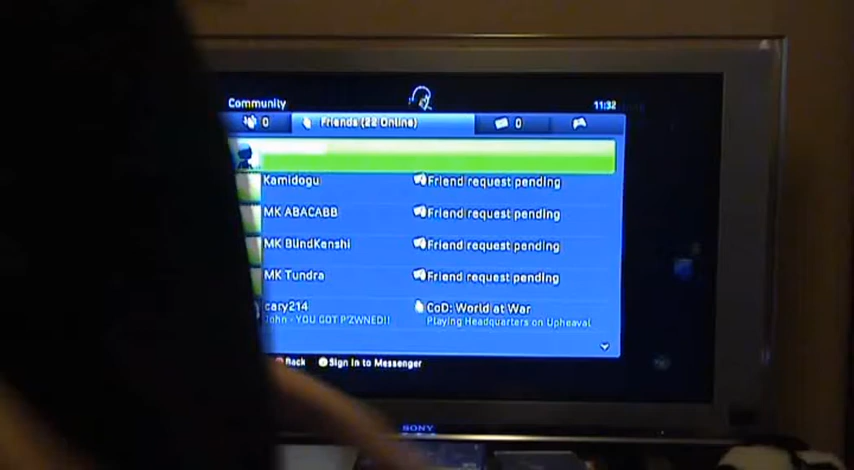 Community 11:32
0 Friends (22 Online) 0
Kamidogu Friend request pending
MK ABACABB Friend request pending
MK BlindKenshi Friend request pending
MK Tundra Friend request pending
cary214 CoD: World at War
John - YOU GOT P'ZWNED!! Playing Headquarters on Upheaval
Back Sign In to Messenger
SONY